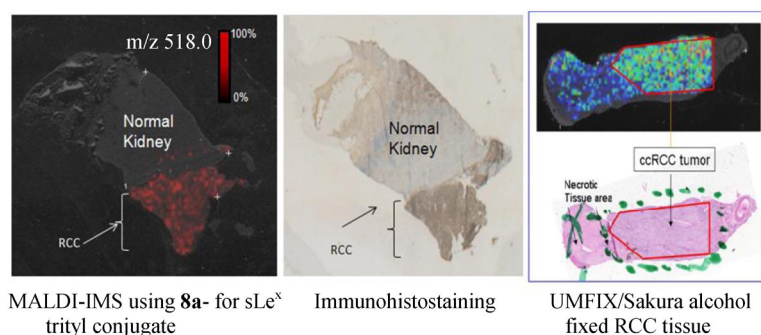 m/z 518.0
100%
0%
Normal
Kidney
RCC
Normal
Kidney
RCC
ccRCC tumor
Necrotic
Tissue area
MALDI-IMS using 8a- for sLeˣ
trityl conjugate
Immunohistostaining
UMFIX/Sakura alcohol
fixed RCC tissue